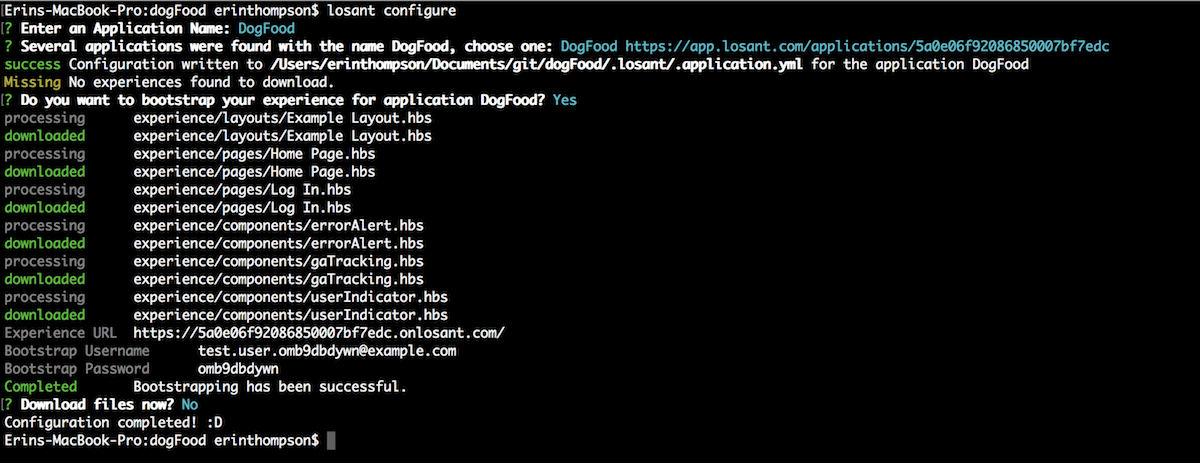 Erins-MacBook-Pro:dogFood erinthompson$ losant configure
? Enter an Application Name: DogFood
? Several applications were found with the name DogFood, choose one: DogFood https://app.losant.com/applications/5a0e06f92086850007bf7edc
success Configuration written to /Users/erinthompson/Documents/git/dogFood/.losant/.application.yml for the application DogFood
Missing No experiences found to download.
? Do you want to bootstrap your experience for application DogFood? Yes
processing experience/layouts/Example Layout.hbs
downloaded experience/layouts/Example Layout.hbs
processing experience/pages/Home Page.hbs
downloaded experience/pages/Home Page.hbs
processing experience/pages/Log In.hbs
downloaded experience/pages/Log In.hbs
processing experience/components/errorAlert.hbs
downloaded experience/components/errorAlert.hbs
processing experience/components/gaTracking.hbs
downloaded experience/components/gaTracking.hbs
processing experience/components/userIndicator.hbs
downloaded experience/components/userIndicator.hbs
Experience URL https://5a0e06f92086850007bf7edc.onlosant.com/
Bootstrap Username test.user.omb9dbdywn@example.com
Bootstrap Password omb9dbdywn
Completed Bootstrapping has been successful.
? Download files now? No
Configuration completed! :D
Erins-MacBook-Pro:dogFood erinthompson$